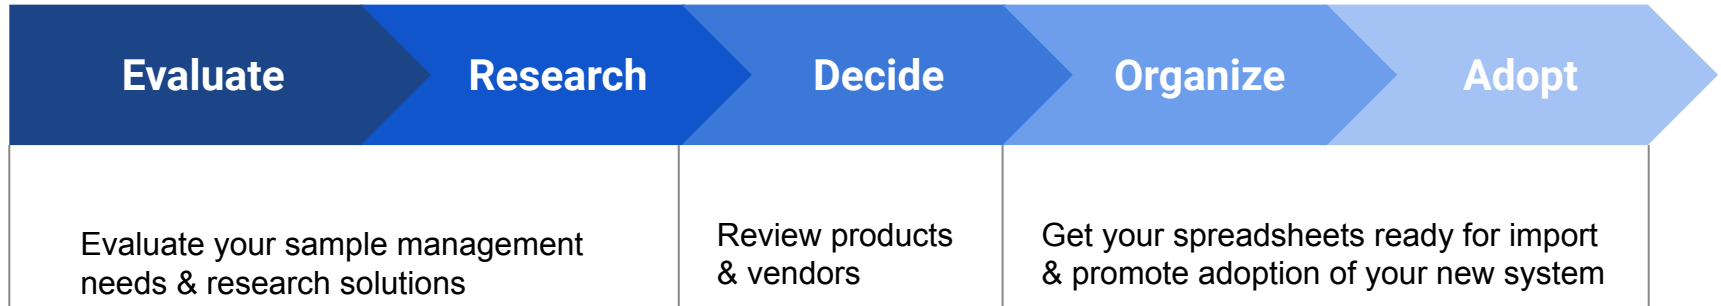 Evaluate
Research
Decide
Organize
Adopt
Evaluate your sample management
needs & research solutions
Review products
& vendors
Get your spreadsheets ready for import
& promote adoption of your new system